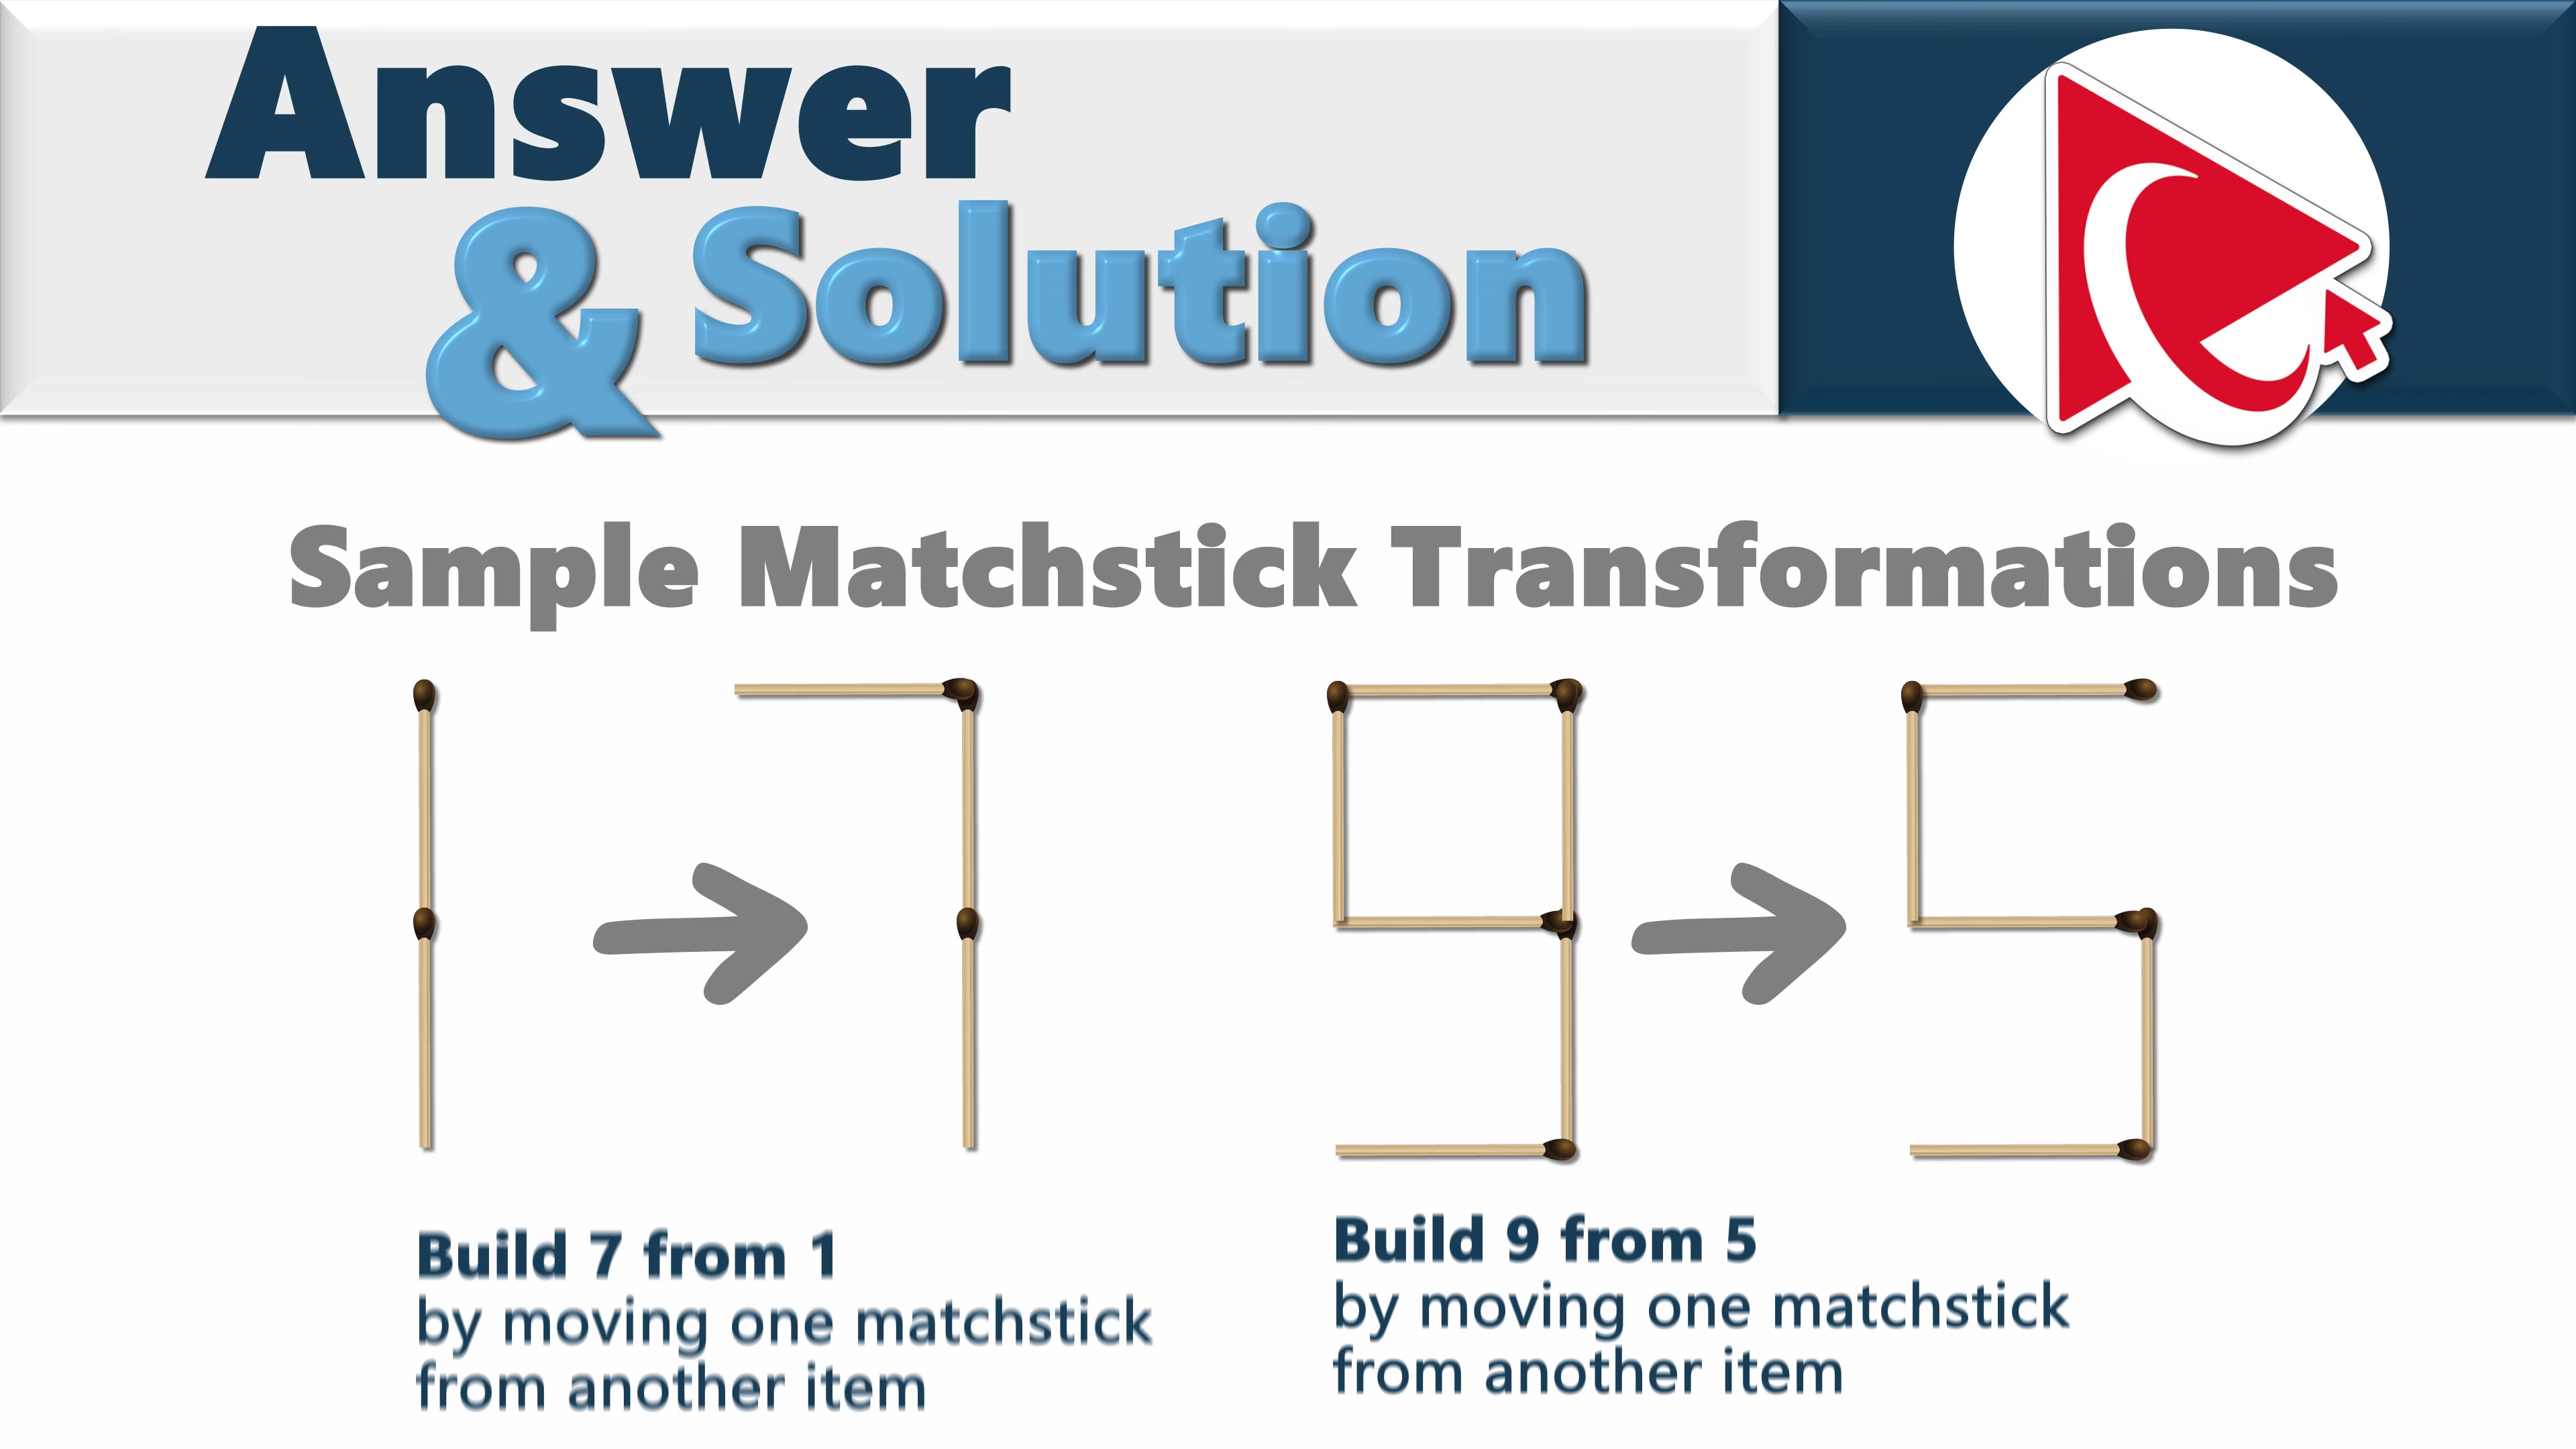 Answer
& Solution
Sample Matchstick Transformations
Build 7 from 1
by moving one matchstick
from another item
Build 9 from 5
by moving one matchstick
from another item